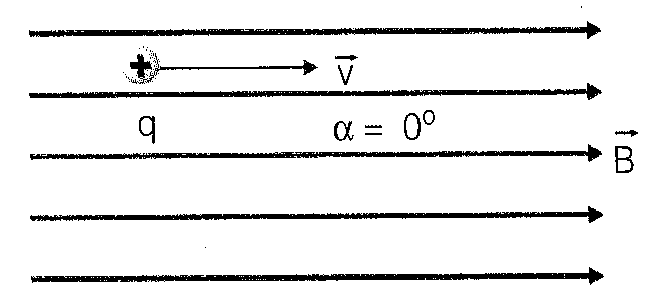 + v⃗
q α = 0°
B⃗